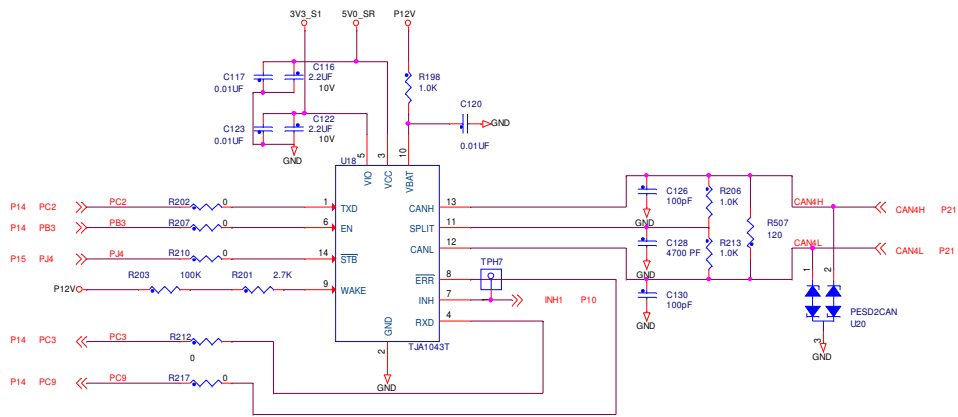 3V3_S1 5V0_SR P12V
C117 C116
2.2UF
0.01UF 10V
R198
1.0K
C120
GND
0.01UF
C123 C122
2.2UF
0.01UF 10V
GND
U18
5 3 10
VIO VCC VBAT
P14 PC2 PC2 R202 0 1 TXD
P14 PB3 PB3 R207 0 6 EN
P15 PJ4 PJ4 R210 0 14 STB
P12V R203 100K R201 2.7K 9 WAKE
CANH 13
SPLIT 11
CANL 12
ERR 8
INH 7
RXD 4
GND
2
TJA1043T
GND
TPH7
INH1 P10
C126
100pF
GND
C128
4700 PF
GND
C130
100pF
GND
R206
1.0K
R213
1.0K
R507
120
CAN4H CAN4H P21
CAN4L CAN4L P21
1 2
PESD2CAN
U20
3
GND
P14 PC3 PC3 R212
0
P14 PC9 PC9 R217 0